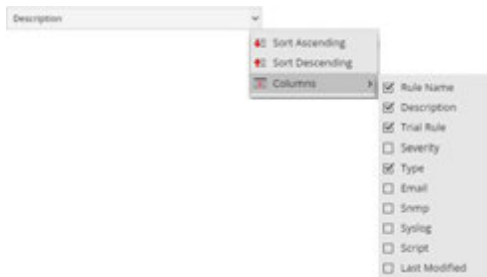 Description
Sort Ascending
Sort Descending
Columns
Rule Name
Description
Trial Rule
Severity
Type
Email
Snmp
Syslog
Script
Last Modified